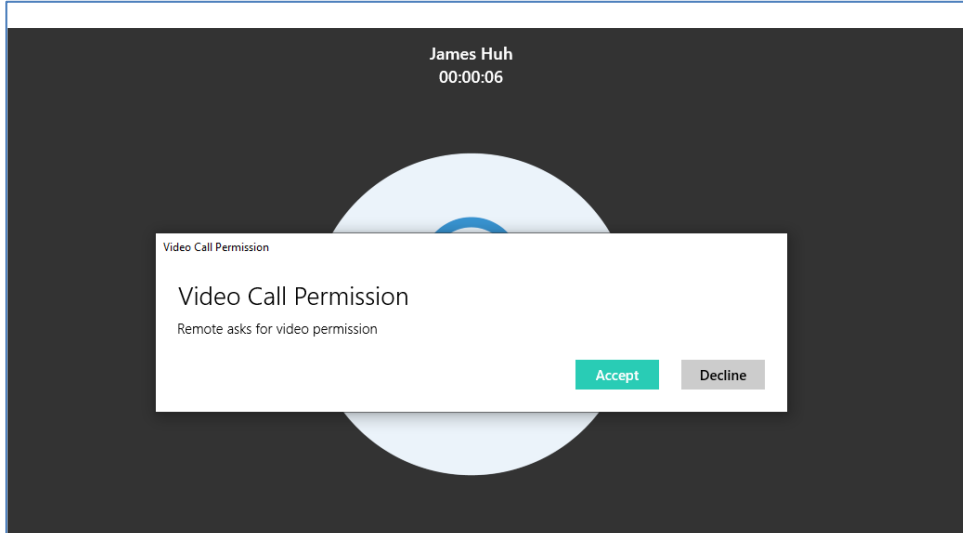 James Huh
00:00:06
Video Call Permission
Video Call Permission
Remote asks for video permission
Accept
Decline